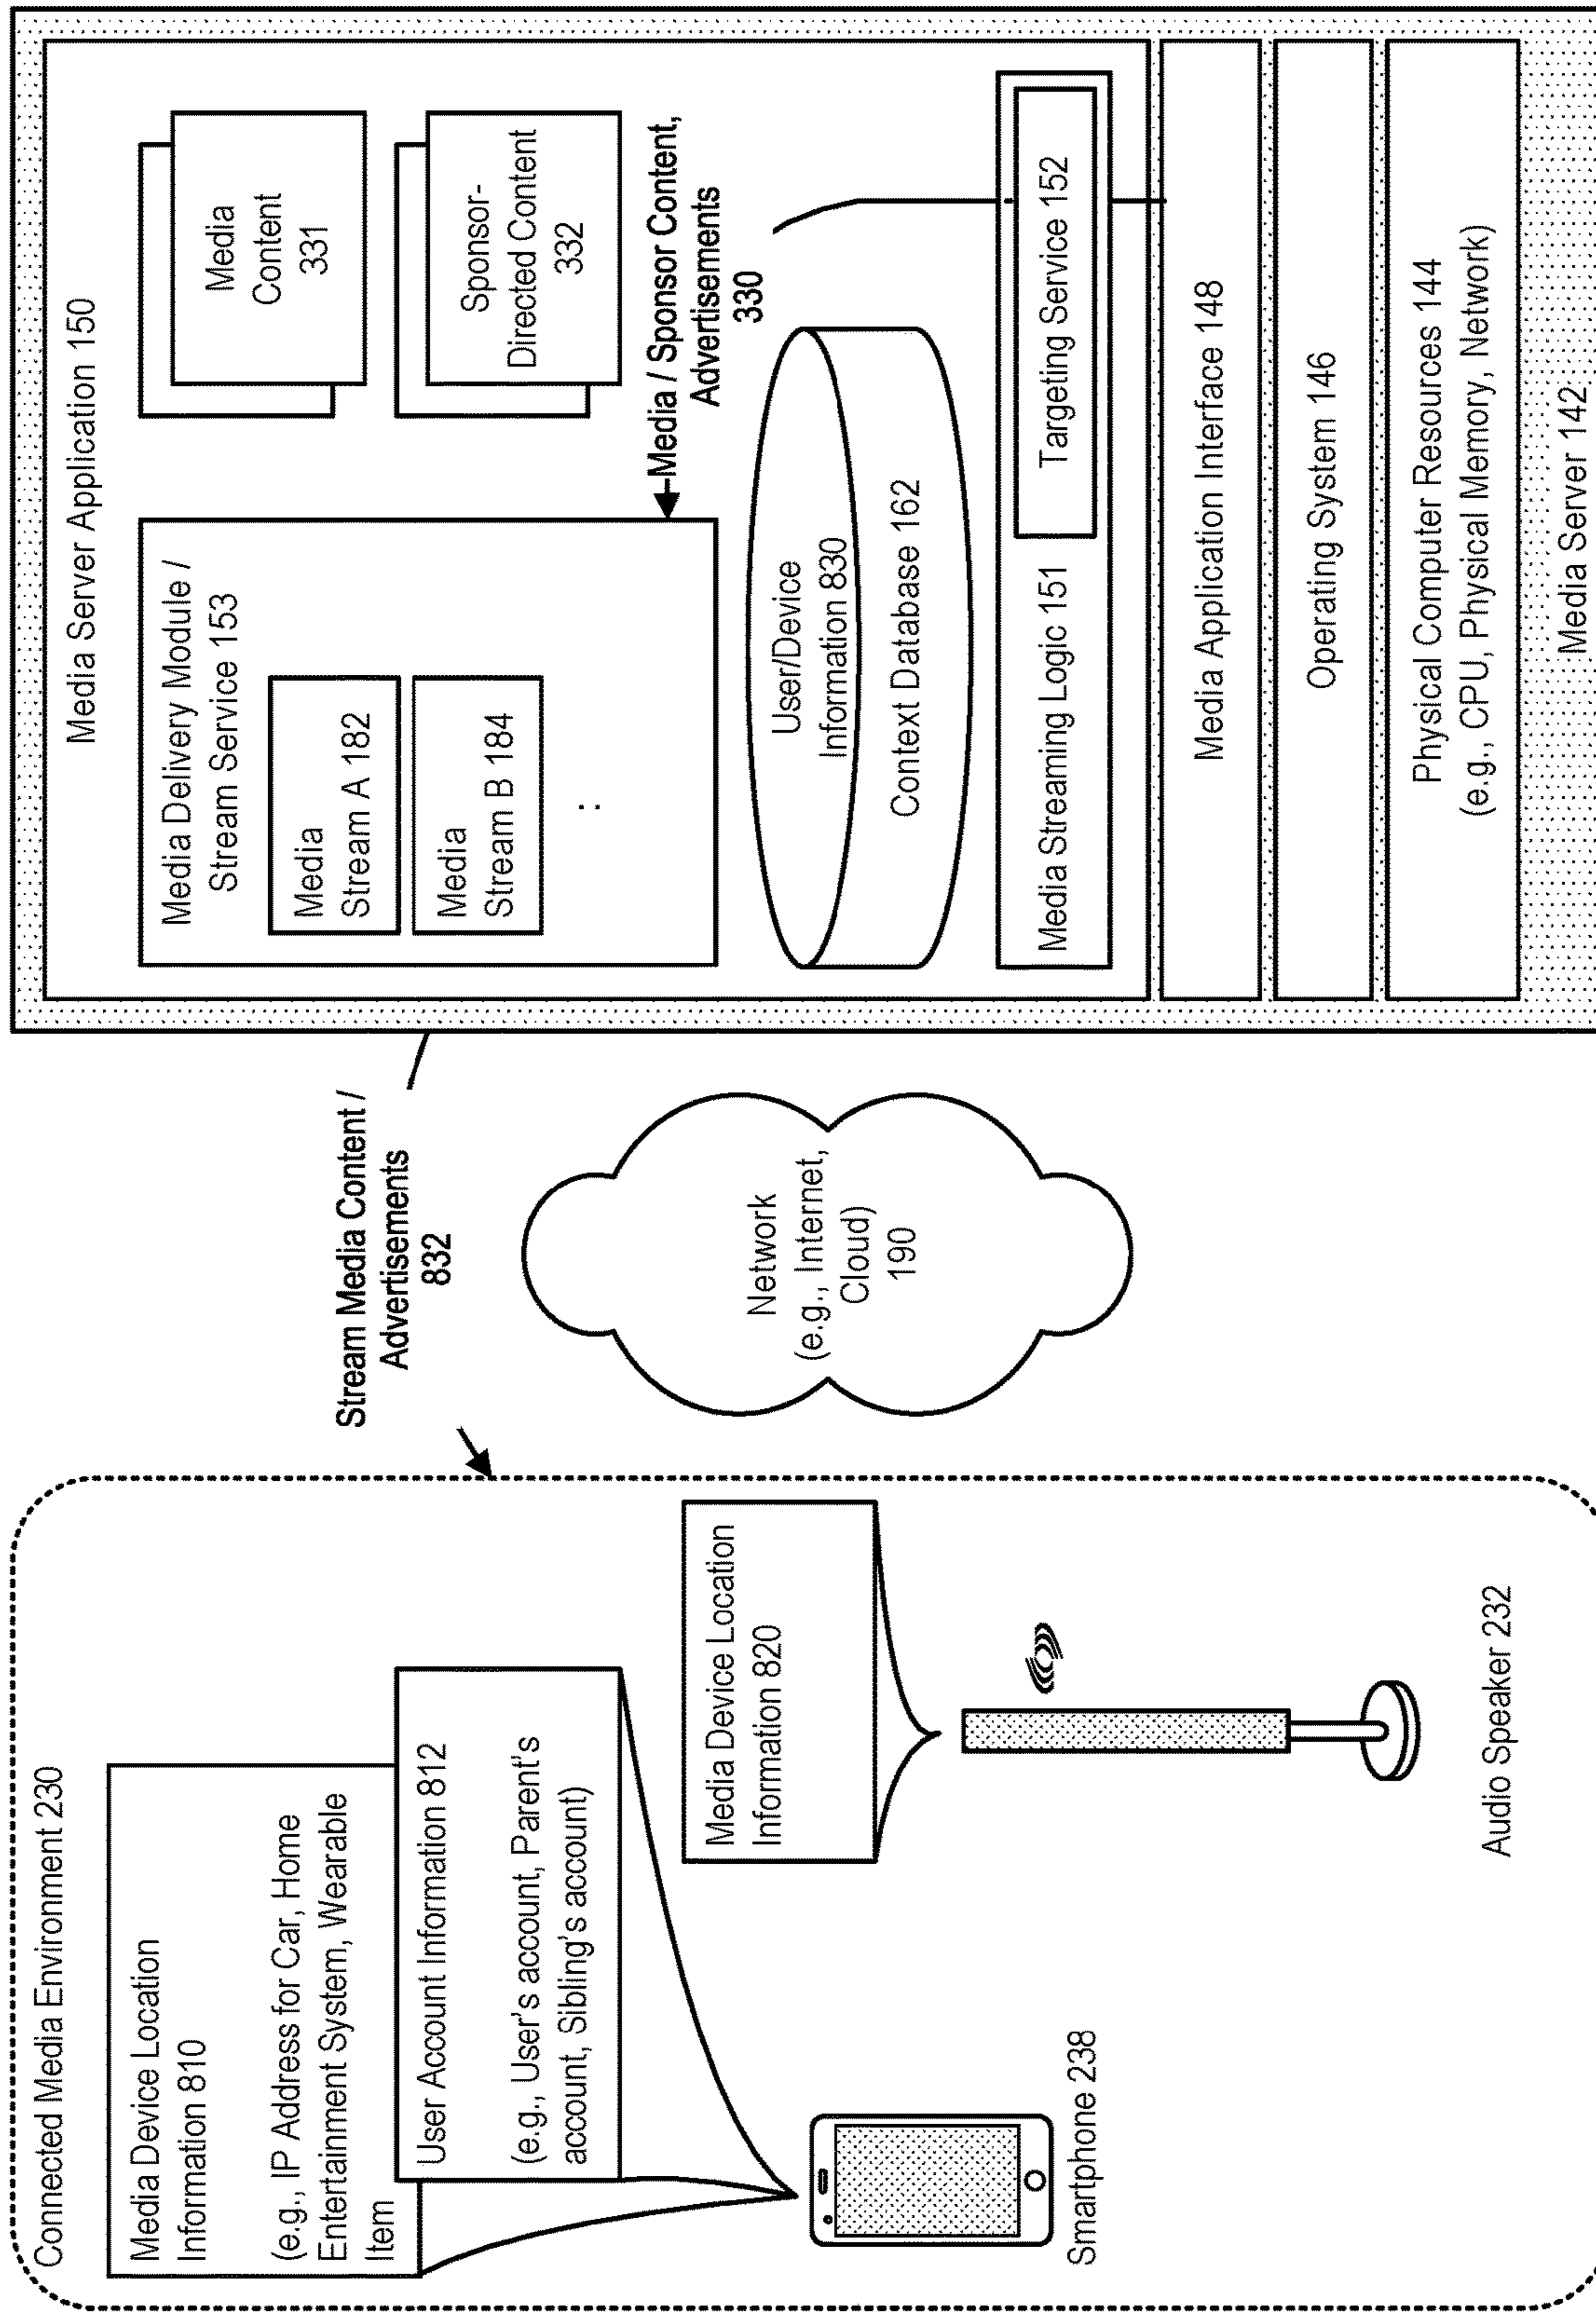 Connected Media Environment 230
Media Device Location
Information 810
(e.g., IP Address for Car, Home
Entertainment System, Wearable
Item
User Account Information 812
(e.g., User's account, Parent's
account, Sibling's account)
Smartphone 238
Media Device Location
Information 820
Audio Speaker 232
Stream Media Content /
Advertisements
832
Network
(e.g., Internet,
Cloud)
190
Media Server Application 150
Media Delivery Module /
Stream Service 153
Media
Stream A 182
Media
Stream B 184
:
Media
Content
331
Sponsor-
Directed Content
332
Media / Sponsor Content,
Advertisements
330
User/Device
Information 830
Context Database 162
Media Streaming Logic 151
Targeting Service 152
Media Application Interface 148
Operating System 146
Physical Computer Resources 144
(e.g., CPU, Physical Memory, Network)
Media Server 142